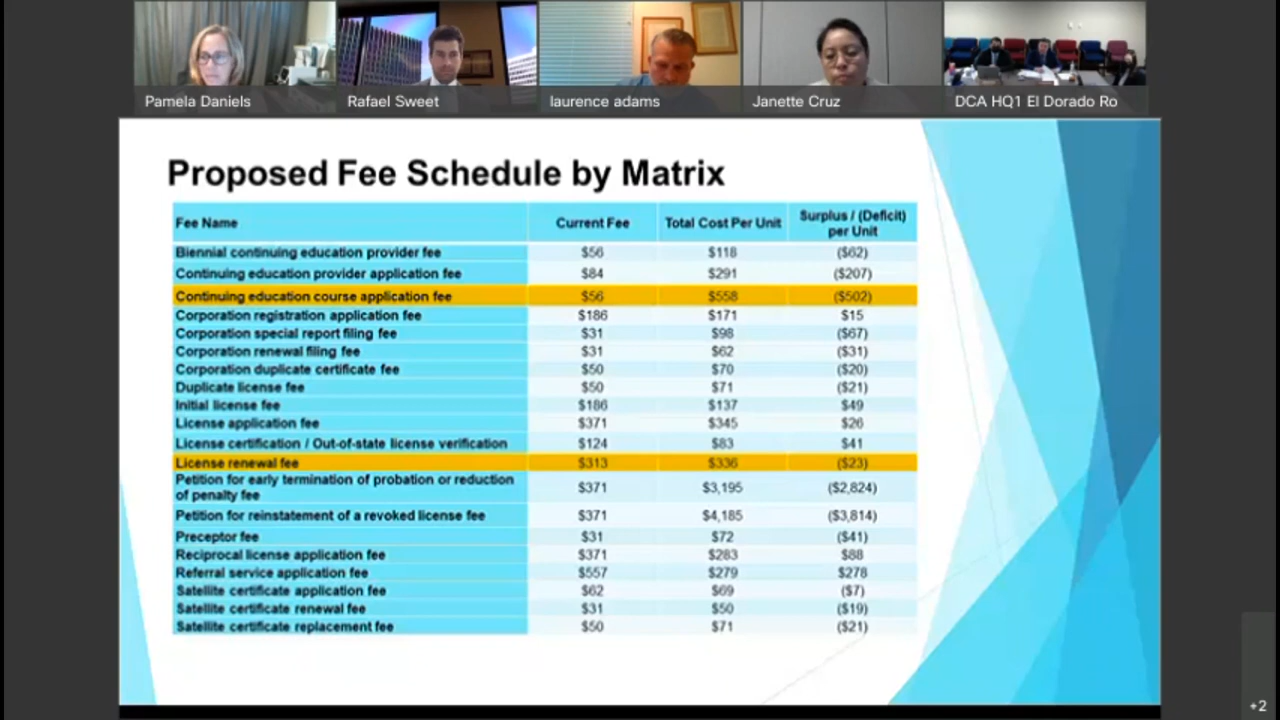 Pamela Daniels
Rafael Sweet
laurence adams
Janette Cruz
DCA HQ1 El Dorado Ro
Proposed Fee Schedule by Matrix
Fee Name Current Fee Total Cost Per Unit Surplus / (Deficit) per Unit
Biennial continuing education provider fee $56 $118 ($62)
Continuing education provider application fee $84 $291 ($207)
Continuing education course application fee $56 $558 ($502)
Corporation registration application fee $186 $171 $15
Corporation special report filing fee $31 $98 ($67)
Corporation renewal filing fee $31 $62 ($31)
Corporation duplicate certificate fee $50 $70 ($20)
Duplicate license fee $50 $71 ($21)
Initial license fee $186 $137 $49
License application fee $371 $345 $26
License certification / Out-of-state license verification $124 $83 $41
License renewal fee $313 $336 ($23)
Petition for early termination of probation or reduction
of penalty fee $371 $3,195 ($2,824)
Petition for reinstatement of a revoked license fee $371 $4,185 ($3,814)
Preceptor fee $31 $72 ($41)
Reciprocal license application fee $371 $283 $88
Referral service application fee $557 $279 $278
Satellite certificate application fee $62 $69 ($7)
Satellite certificate renewal fee $31 $50 ($19)
Satellite certificate replacement fee $50 $71 ($21)
+2